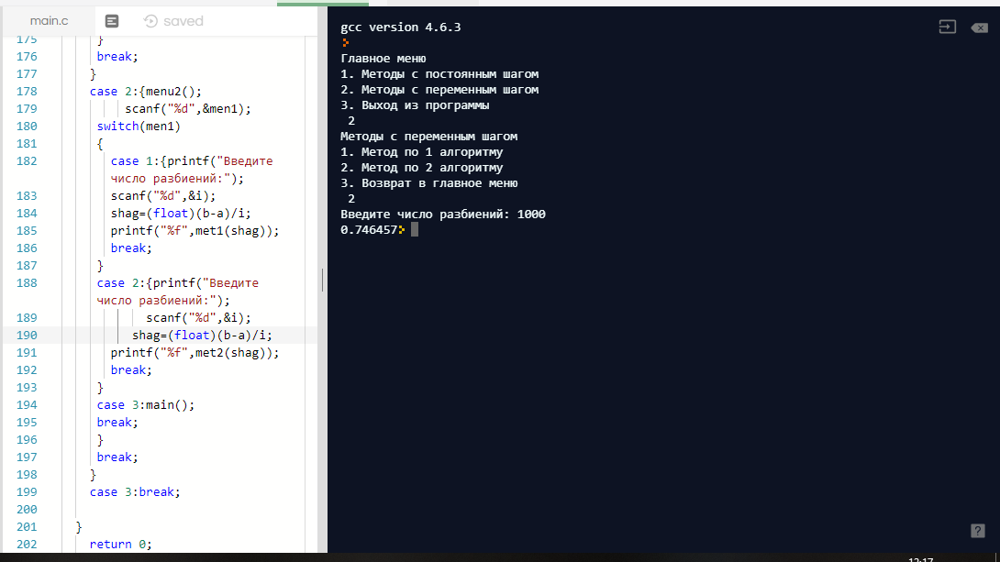 main.c
saved
175 }
176 break;
177 }
178 case 2:{menu2();
179 scanf("%d",&men1);
180 switch(men1)
181 {
182 case 1:{printf("Введите
число разбиений:");
183 scanf("%d",&i);
184 shag=(float)(b-a)/i;
185 printf("%f",met1(shag));
186 break;
187 }
188 case 2:{printf("Введите
число разбиений:");
189 scanf("%d",&i);
190 shag=(float)(b-a)/i;
191 printf("%f",met2(shag));
192 break;
193 }
194 case 3:main();
195 break;
196 }
197 break;
198 }
199 case 3:break;
200
201 }
202 return 0;
gcc version 4.6.3
Главное меню
1. Методы с постоянным шагом
2. Методы с переменным шагом
3. Выход из программы
2
Методы с переменным шагом
1. Метод по 1 алгоритму
2. Метод по 2 алгоритму
3. Возврат в главное меню
2
Введите число разбиений: 1000
0.746457
?